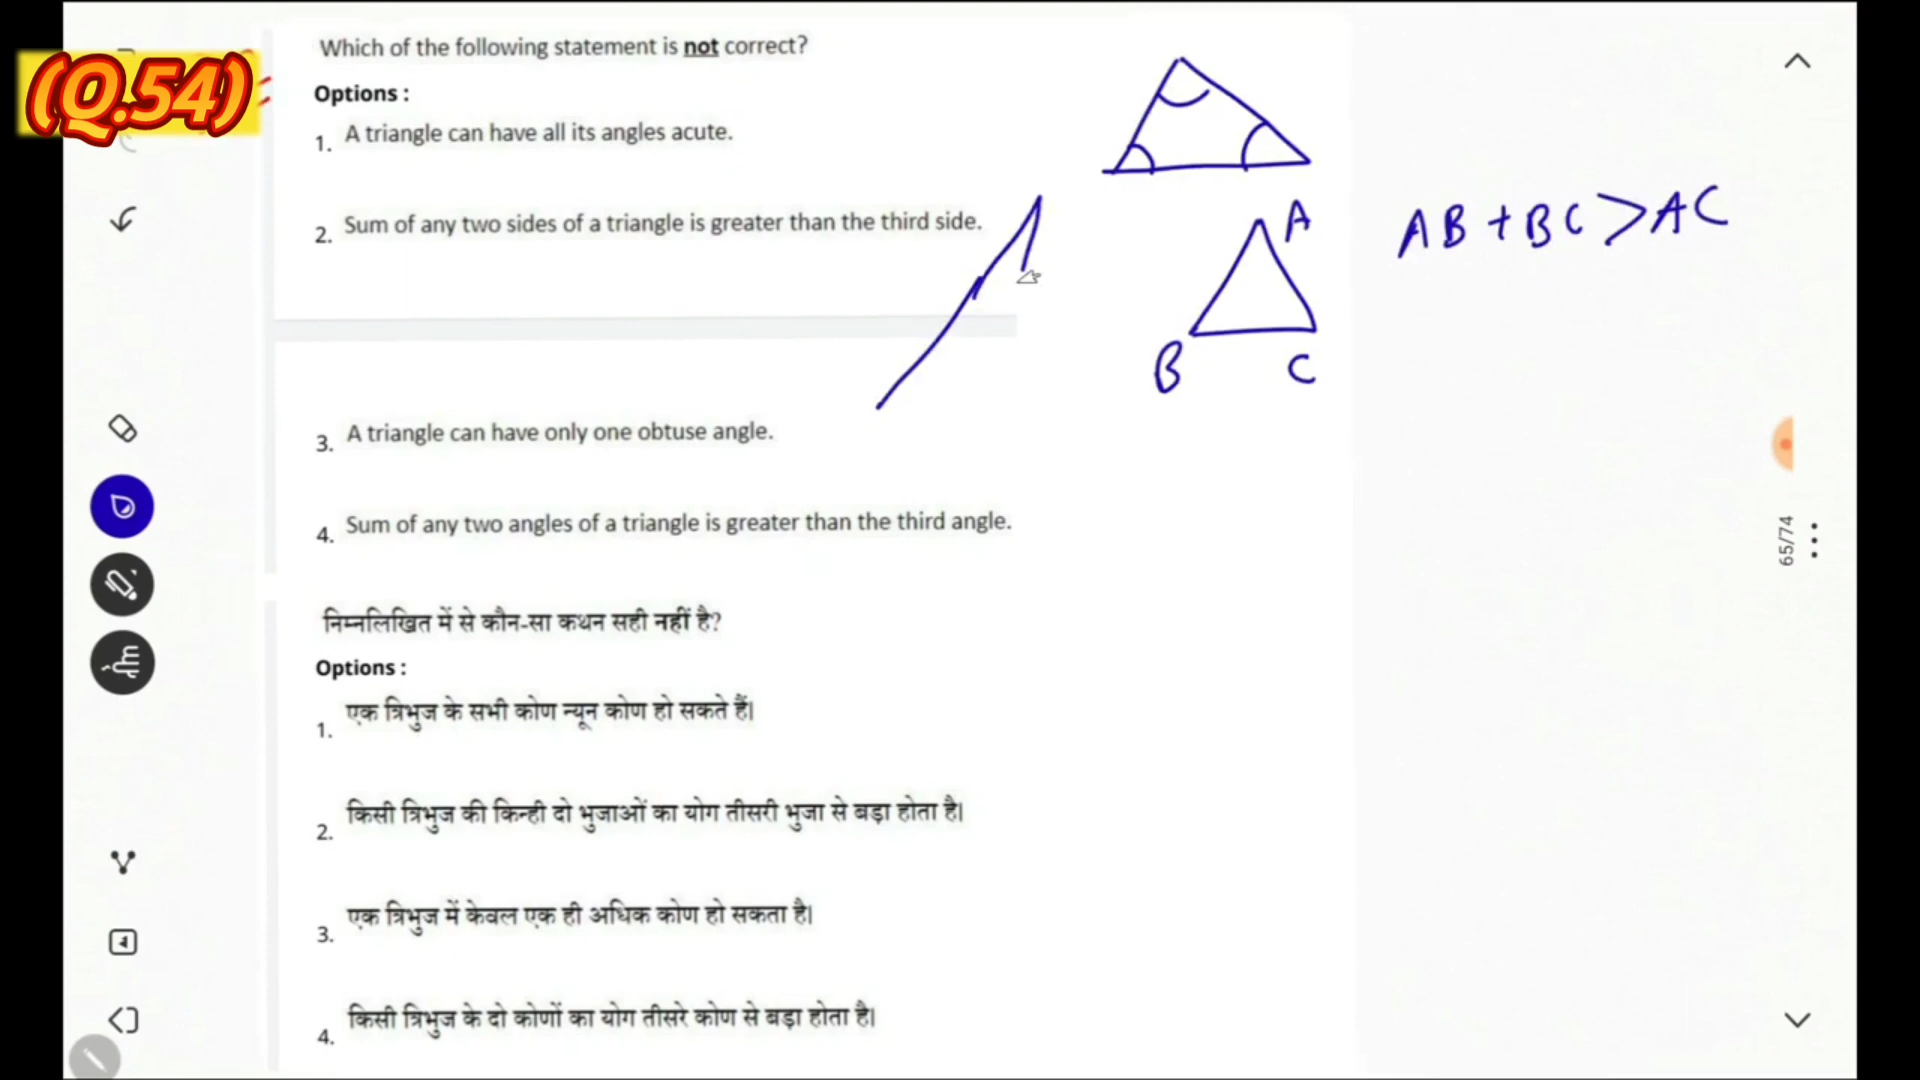 (Q.54)
Which of the following statement is not correct?
Options :
1. A triangle can have all its angles acute.
2. Sum of any two sides of a triangle is greater than the third side.
A
AB + BC > AC
B
C
3. A triangle can have only one obtuse angle.
4. Sum of any two angles of a triangle is greater than the third angle.
65/74
निम्नलिखित में से कौन-सा कथन सही नहीं है?
Options :
1. एक त्रिभुज के सभी कोण न्यून कोण हो सकते हैं।
2. किसी त्रिभुज की किन्ही दो भुजाओं का योग तीसरी भुजा से बड़ा होता है।
3. एक त्रिभुज में केवल एक ही अधिक कोण हो सकता है।
4. किसी त्रिभुज के दो कोणों का योग तीसरे कोण से बड़ा होता है।